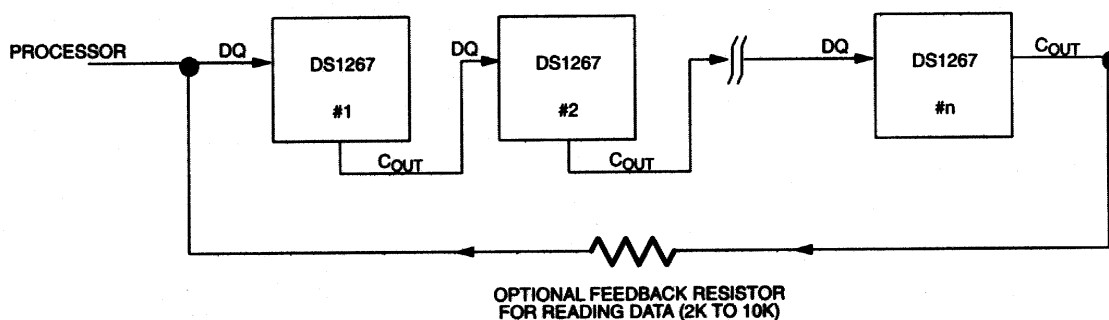 PROCESSOR
DQ
DS1267
#1
COUT
DQ
DS1267
#2
COUT
DQ
DS1267
#n
COUT
OPTIONAL FEEDBACK RESISTOR
FOR READING DATA (2K TO 10K)